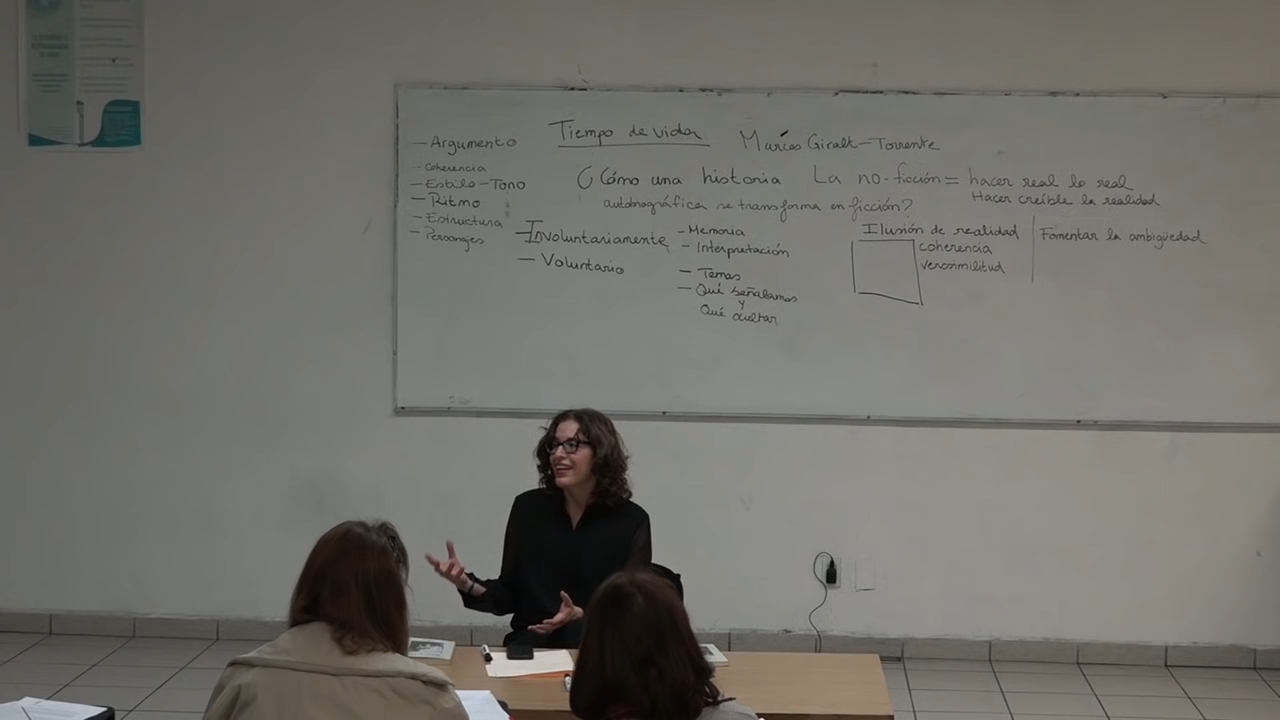 Tiempo de vida Marcos Giralt-Torrente
- Argumento
- Coherencia
- Estilo - Tono
- Ritmo
- Estructura
- Personajes
¿Cómo una historia
autobiográfica se transforma en ficción?
- Involuntariamente
- Voluntario
- Memoria
- Interpretación
- Temas
- Qué señalamos
y
Qué ocultar
La no-ficción = hacer real lo real
Hacer creíble la realidad
Ilusión de realidad
coherencia
verosimilitud
Fomentar la ambigüedad